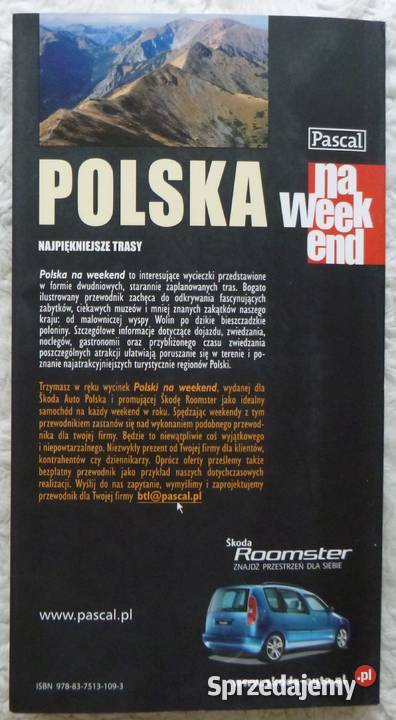 Pascal
na
week
end
POLSKA
NAJPIĘKNIEJSZE TRASY
Polska na weekend to interesujące wycieczki przedstawione
w formie dwudniowych, starannie zaplanowanych tras. Bogato
ilustrowany przewodnik zachęca do odkrywania fascynujących
zabytków, ciekawych muzeów i mniej znanych zakątków naszego
kraju: od malowniczej wyspy Wolin po dzikie bieszczadzkie
połoniny. Szczegółowe informacje dotyczące dojazdu, zwiedzania,
noclegów, gastronomii oraz przybliżonego czasu zwiedzania
poszczególnych atrakcji ułatwiają poruszanie się w terenie i po-
znanie najatrakcyjniejszych turystycznie regionów Polski.
Trzymasz w ręku wycinek Polski na weekend, wydanej dla
Škoda Auto Polska i promującej Škodę Roomster jako idealny
samochód na każdy weekend w roku. Spędzając weekendy z tym
przewodnikiem zastanów się nad wykonaniem podobnego przewod-
nika dla twojej firmy. Będzie to niewątpliwie coś wyjątkowego
i niepowtarzalnego. Niezwykły prezent od Twojej firmy dla klientów,
kontrahentów czy dziennikarzy. Oprócz oferty prześlemy także
bezpłatny przewodnik jako przykład naszych dotychczasowych
realizacji. Wyślij do nas zapytanie, wymyślimy i zaprojektujemy
przewodnik dla Twojej firmy btl@pascal.pl
Škoda
Roomster
ZNAJDŹ PRZESTRZEŃ DLA SIEBIE
www.pascal.pl
ISBN 978-83-7513-109-3
Sprzedajemy.pl